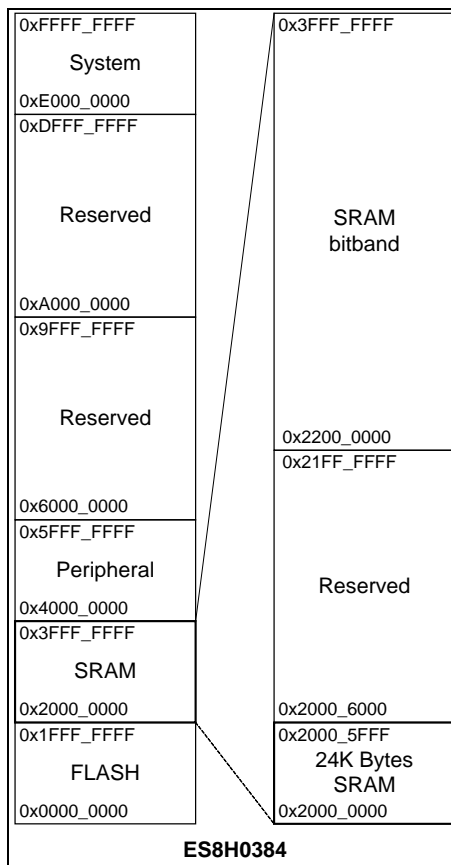 0xFFFF_FFFF
System
0xE000_0000
0xDFFF_FFFF
Reserved
0xA000_0000
0x9FFF_FFFF
Reserved
0x6000_0000
0x5FFF_FFFF
Peripheral
0x4000_0000
0x3FFF_FFFF
SRAM
0x2000_0000
0x1FFF_FFFF
FLASH
0x0000_0000
0x3FFF_FFFF
SRAM
bitband
0x2200_0000
0x21FF_FFFF
Reserved
0x2000_6000
0x2000_5FFF
24K Bytes
SRAM
0x2000_0000
ES8H0384